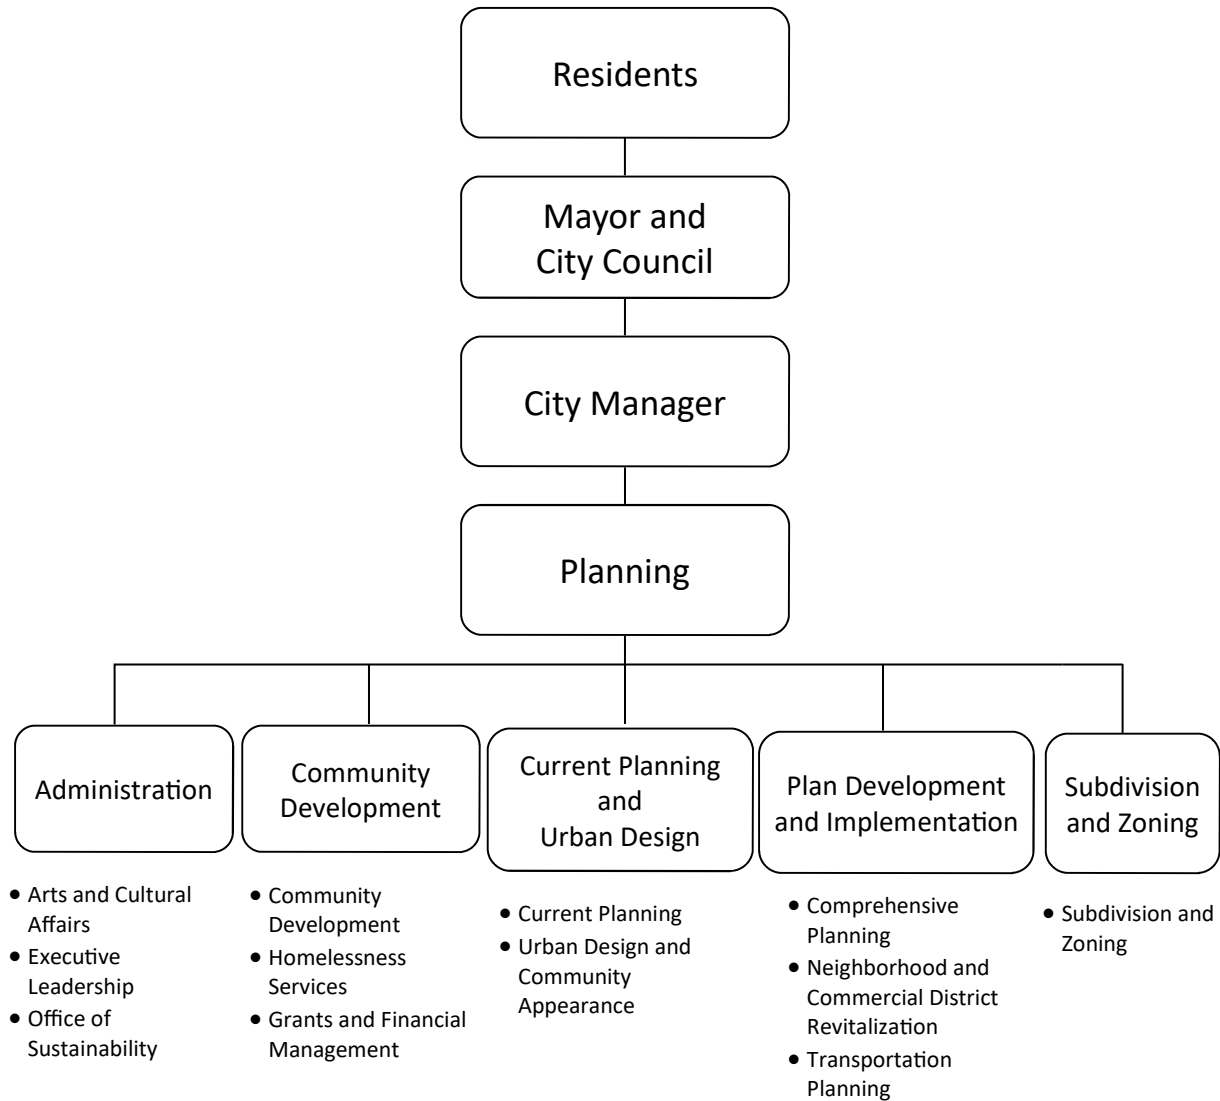 Residents
Mayor and
City Council
City Manager
Planning
Administration
Community
Development
Current Planning
and
Urban Design
Plan Development
and Implementation
Subdivision
and Zoning
• Arts and Cultural
Affairs
• Executive
Leadership
• Office of
Sustainability
• Community
Development
• Homelessness
Services
• Grants and Financial
Management
• Current Planning
• Urban Design and
Community
Appearance
• Comprehensive
Planning
• Neighborhood and
Commercial District
Revitalization
• Transportation
Planning
• Subdivision and
Zoning